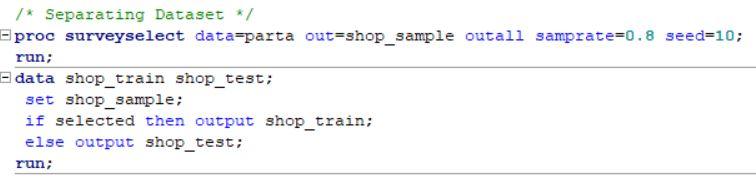 /* Separating Dataset */
proc surveyselect data=parta out=shop_sample outall samprate=0.8 seed=10;
run;
data shop_train shop_test;
set shop_sample;
if selected then output shop_train;
else output shop_test;
run;